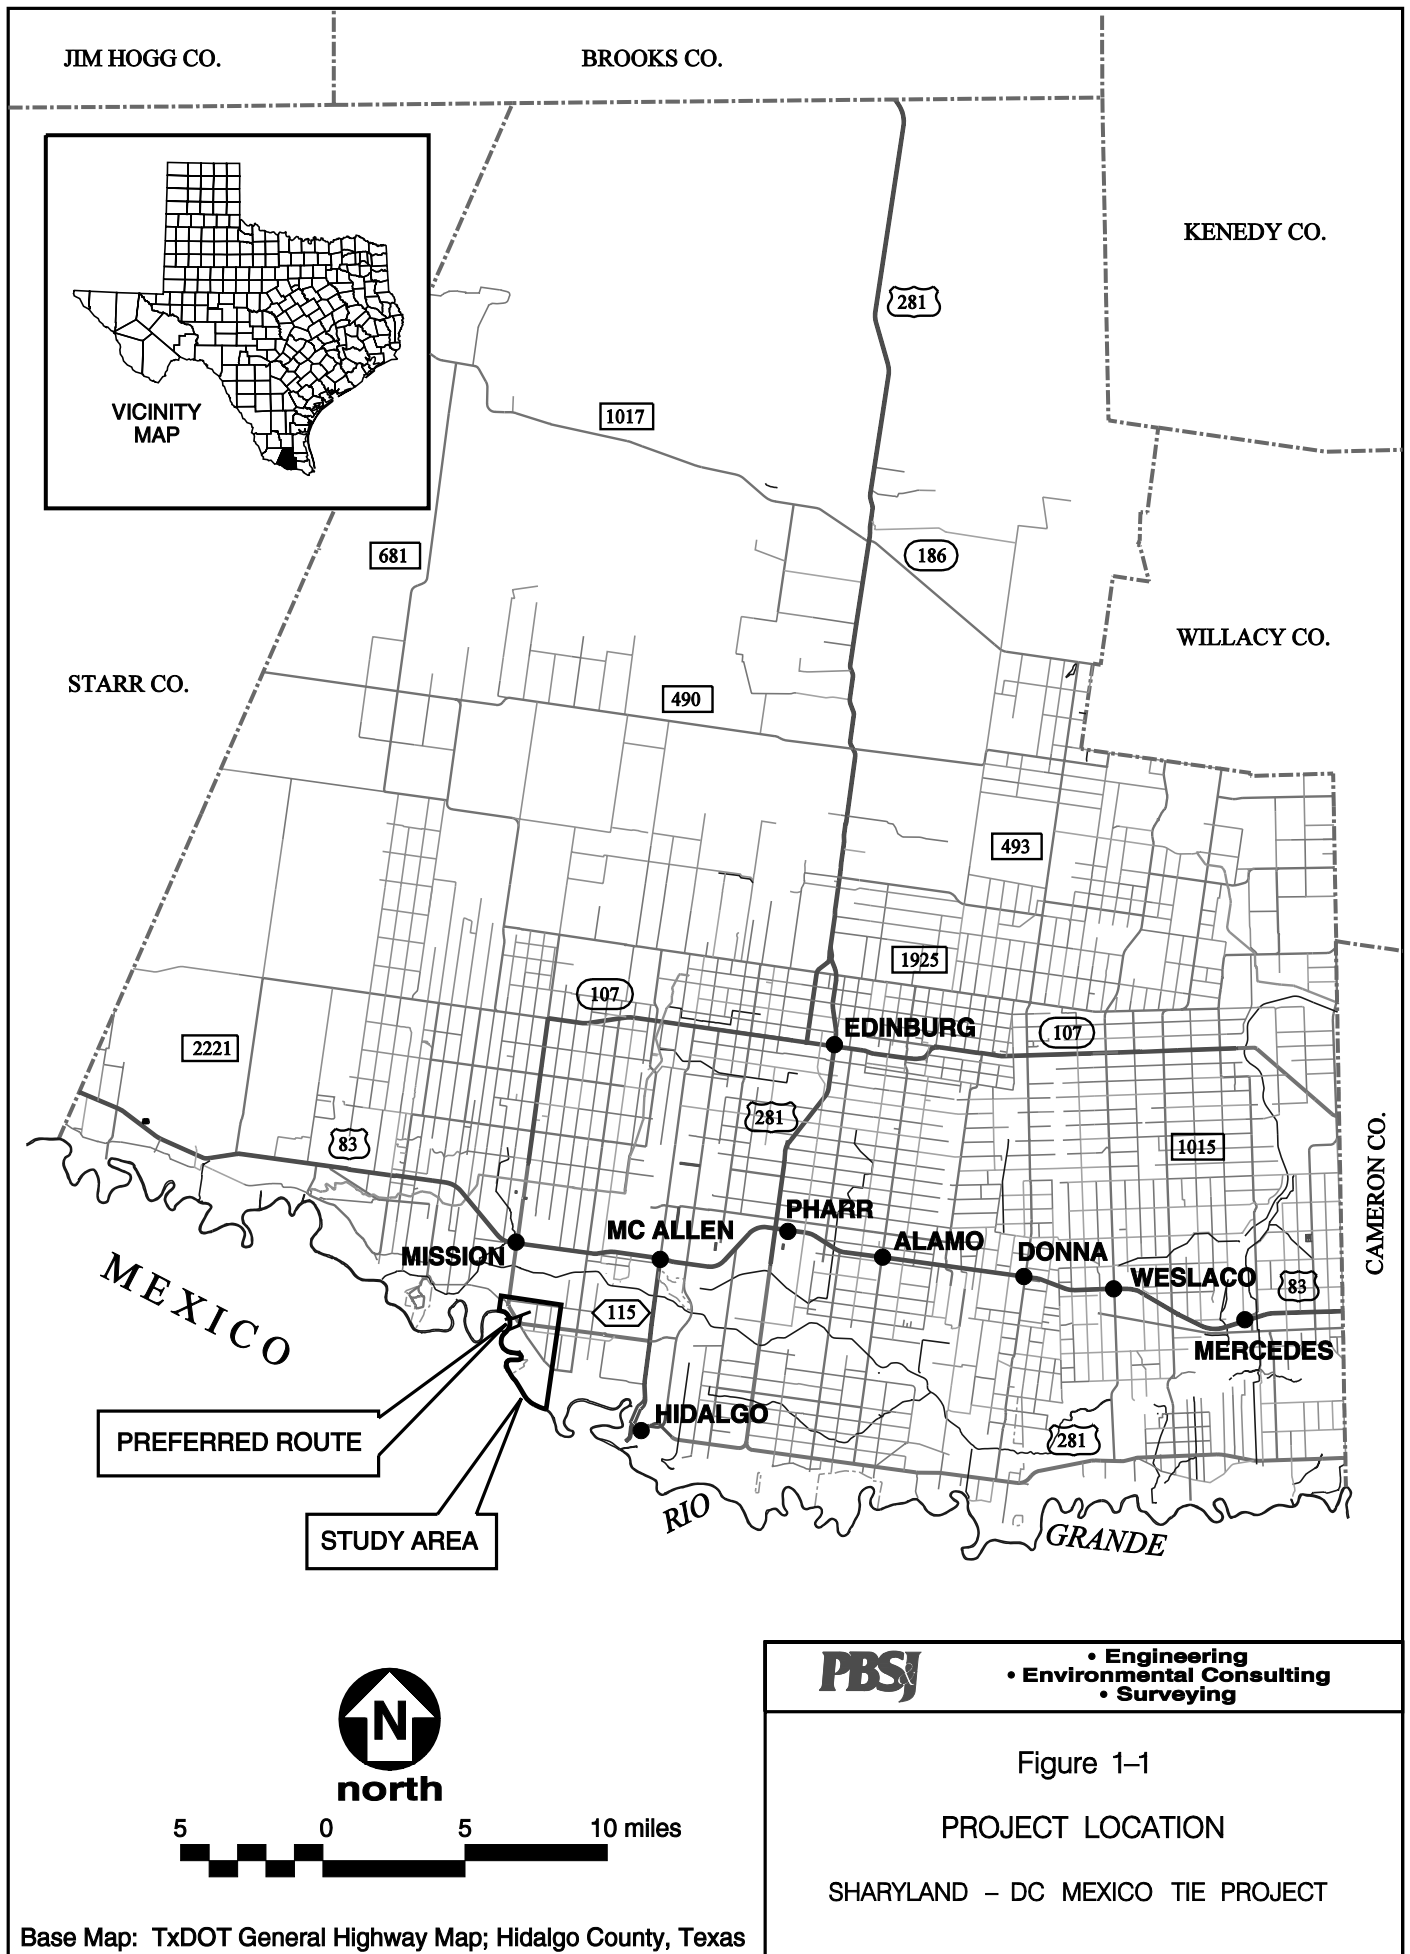 JIM HOGG CO.
BROOKS CO.
KENEDY CO.
281
VICINITY
MAP
1017
681
186
WILLACY CO.
STARR CO.
490
493
1925
107
EDINBURG
107
2221
281
83
1015
CAMERON CO.
PHARR
MC ALLEN
MISSION
ALAMO
DONNA
WESLACO
83
MEXICO
115
MERCEDES
HIDALGO
281
PREFERRED ROUTE
RIO
GRANDE
STUDY AREA
PBSJ
• Engineering
• Environmental Consulting
• Surveying
N
north
Figure 1–1
PROJECT LOCATION
5 0 5 10 miles
SHARYLAND – DC MEXICO TIE PROJECT
Base Map: TxDOT General Highway Map; Hidalgo County, Texas